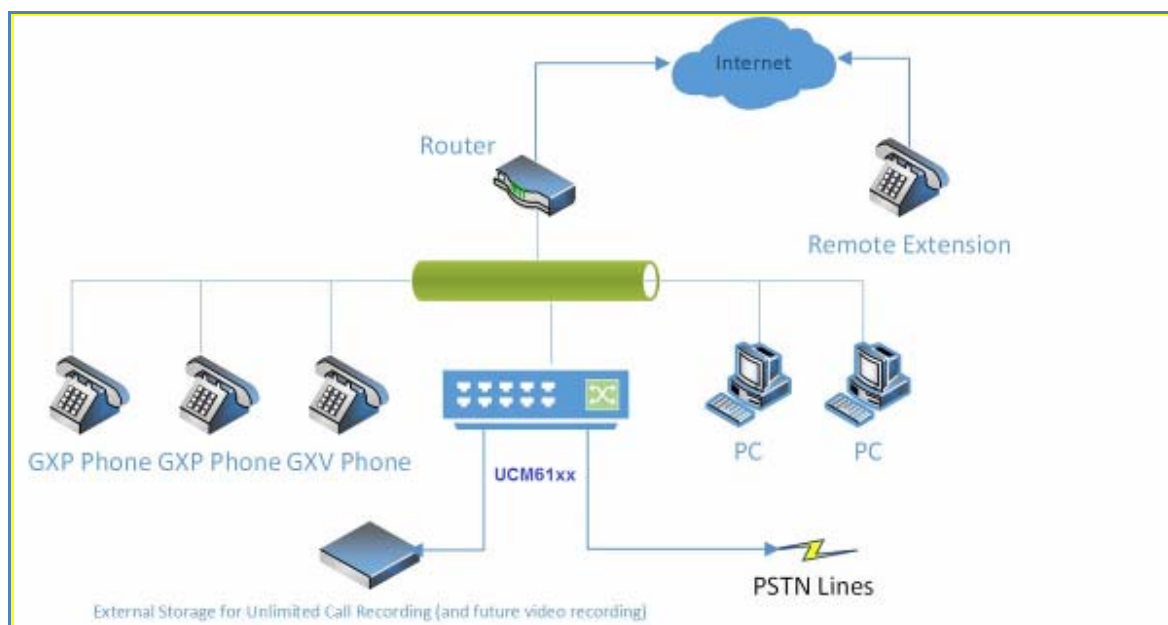 Internet
Router
Remote Extension
GXP Phone
GXP Phone
GXV Phone
PC
PC
UCM61xx
PSTN Lines
External Storage for Unlimited Call Recording (and future video recording)